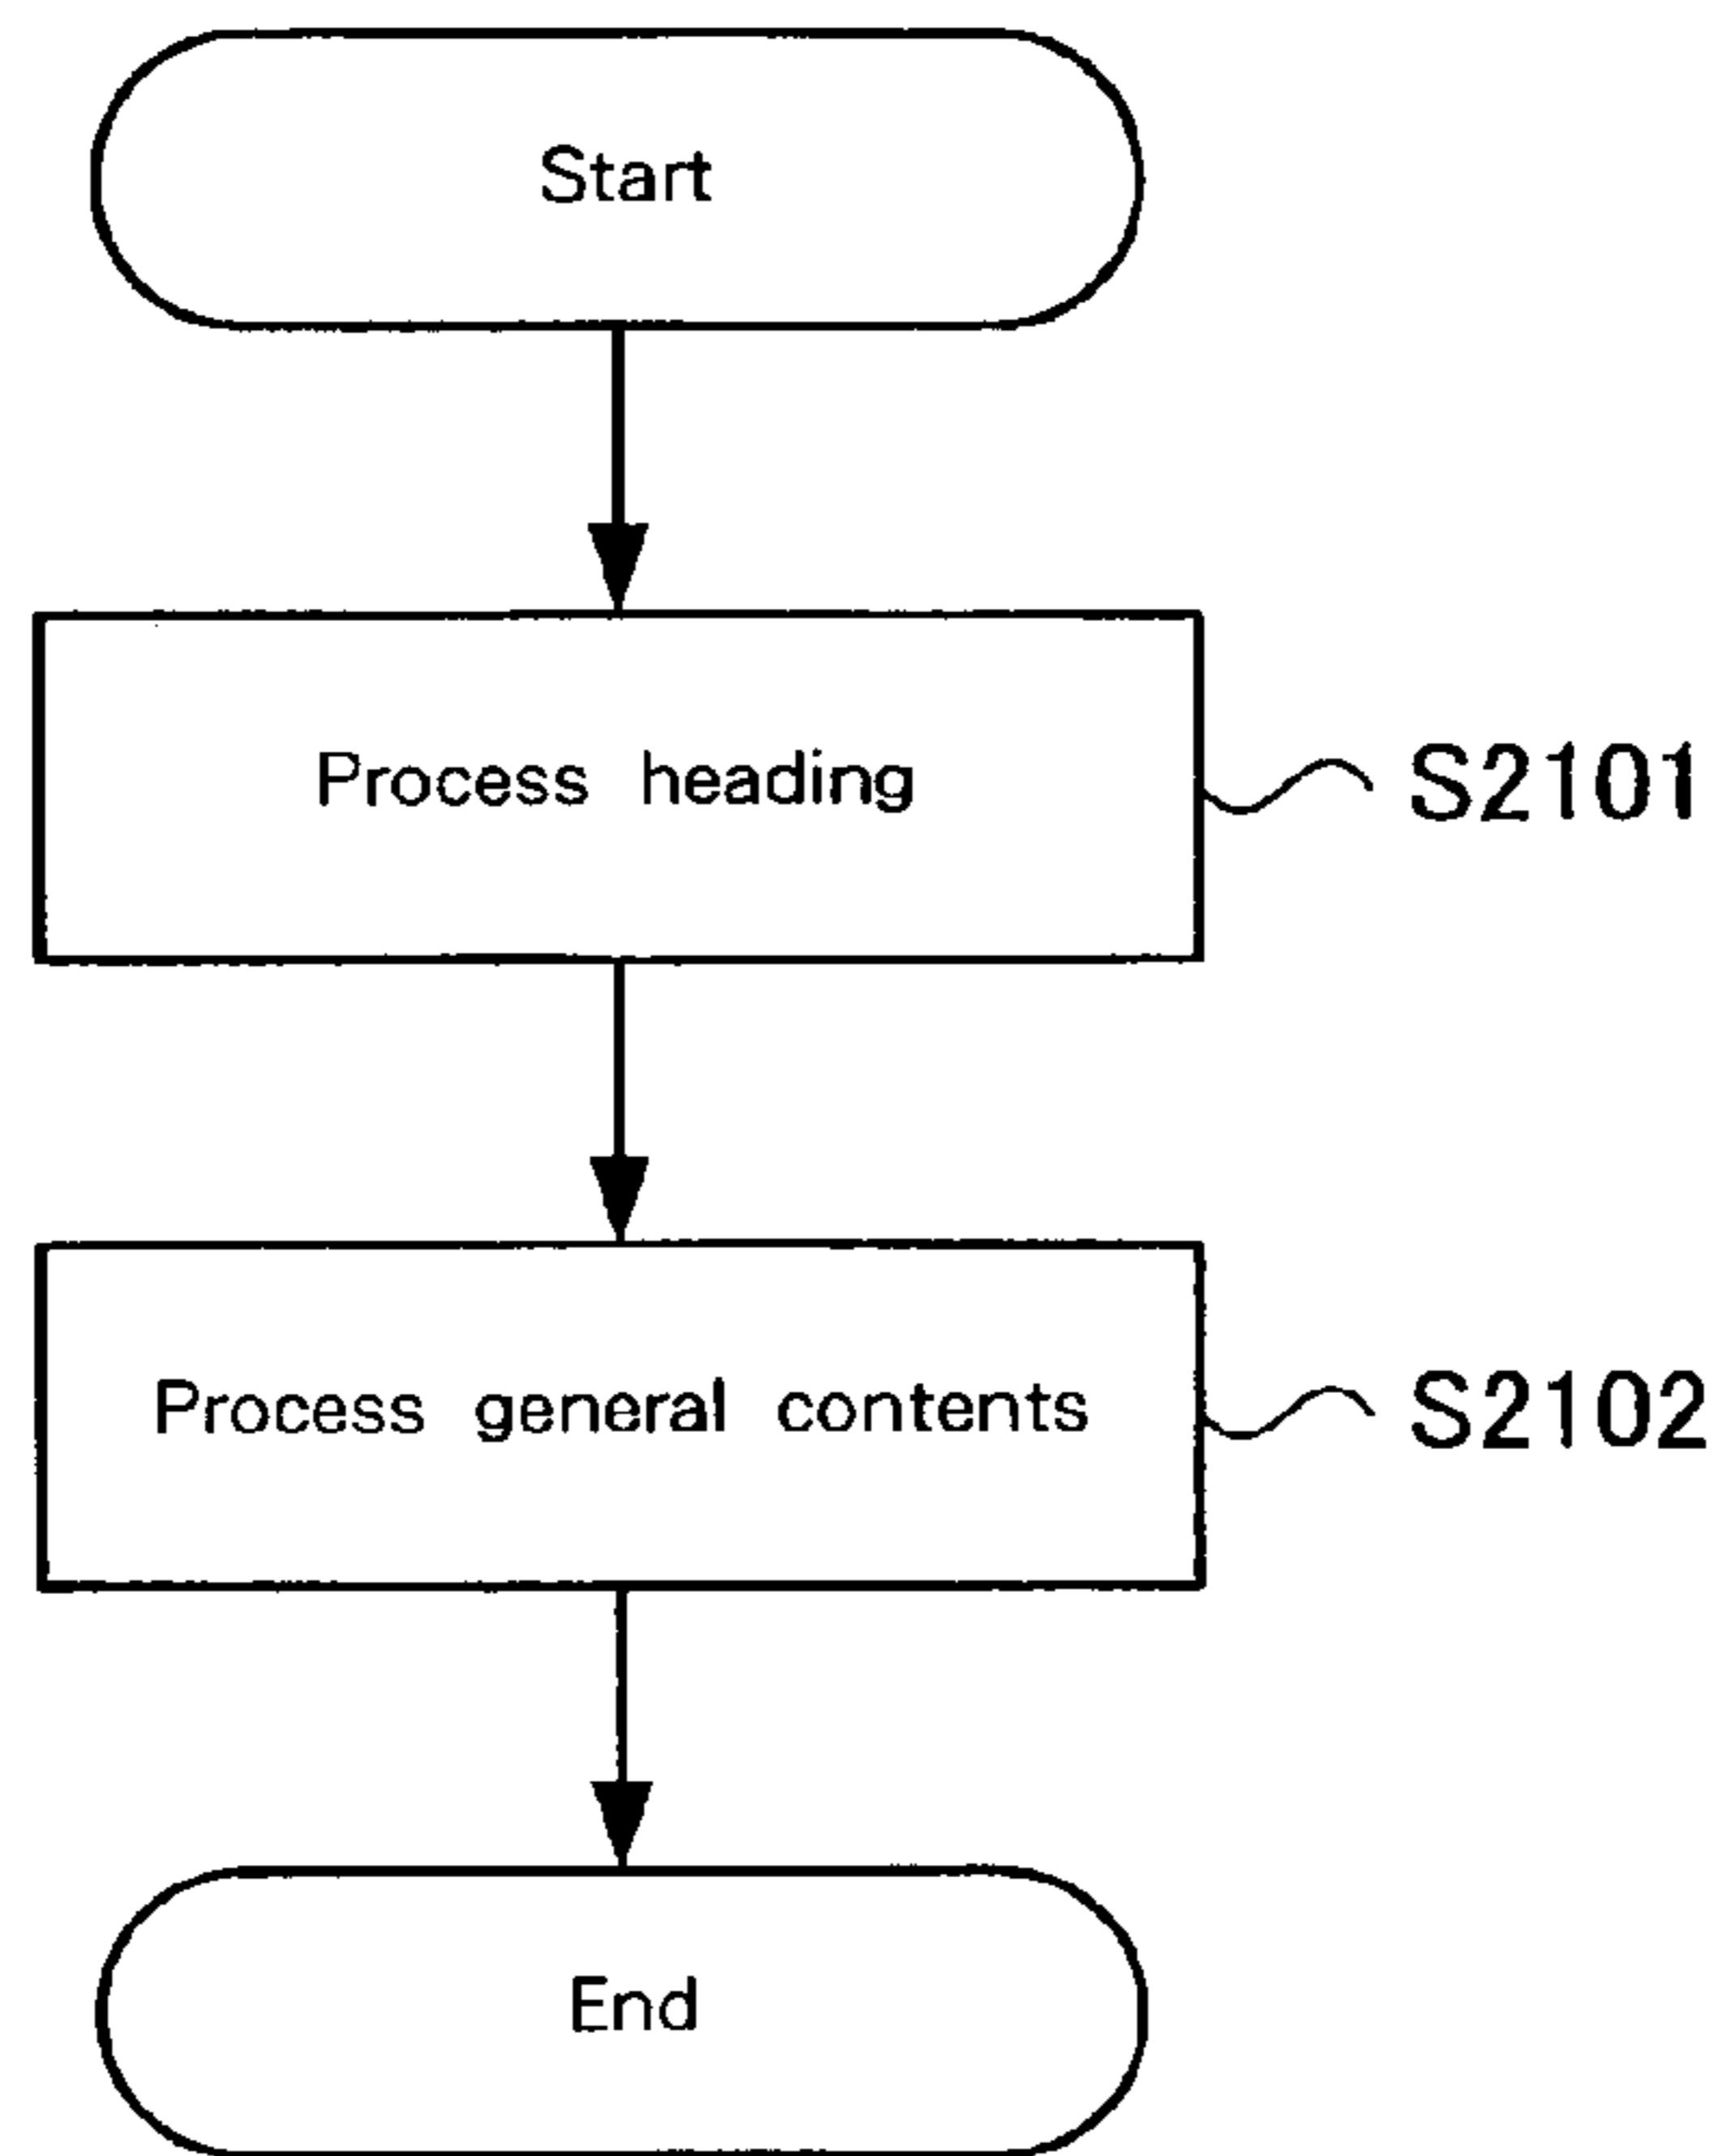 Start
Process heading
S2101
Process general contents
S2102
End